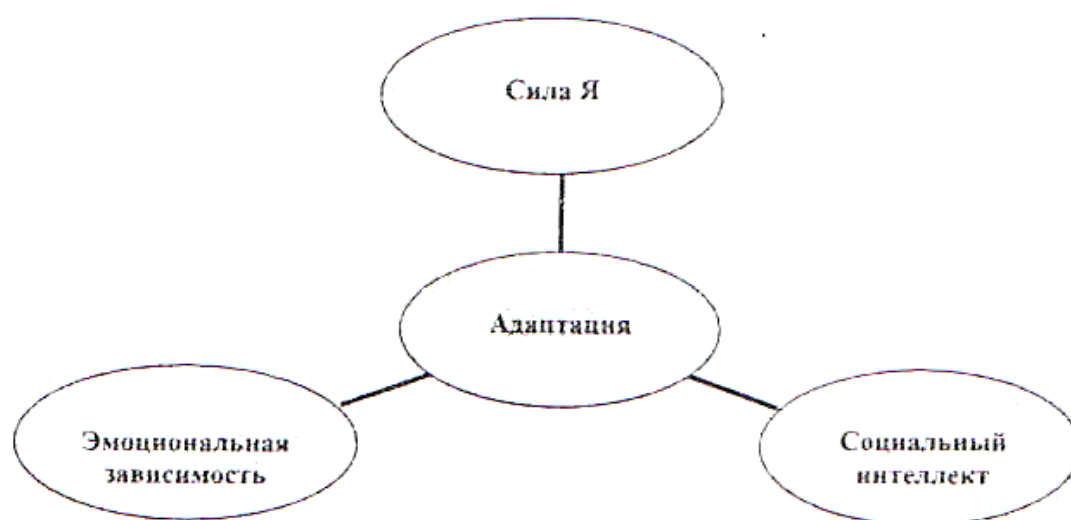 Сила Я
Адаптация
Эмоциональная
зависимость
Социальный
интеллект